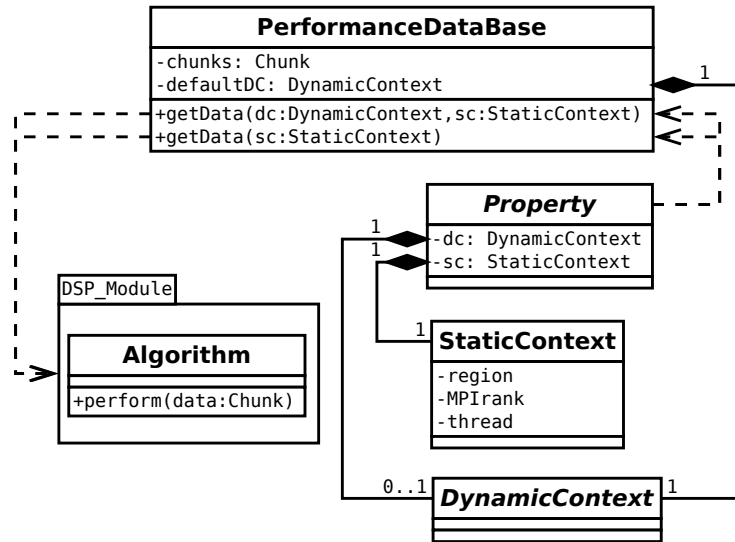 PerformanceDataBase
-chunks: Chunk
-defaultDC: DynamicContext
1
+getData(dc:DynamicContext,sc:StaticContext)
+getData(sc:StaticContext)
Property
1
-dc: DynamicContext
1
-sc: StaticContext
DSP_Module
Algorithm
+perform(data:Chunk)
1
StaticContext
-region
-MPIrank
-thread
0..1
DynamicContext
1